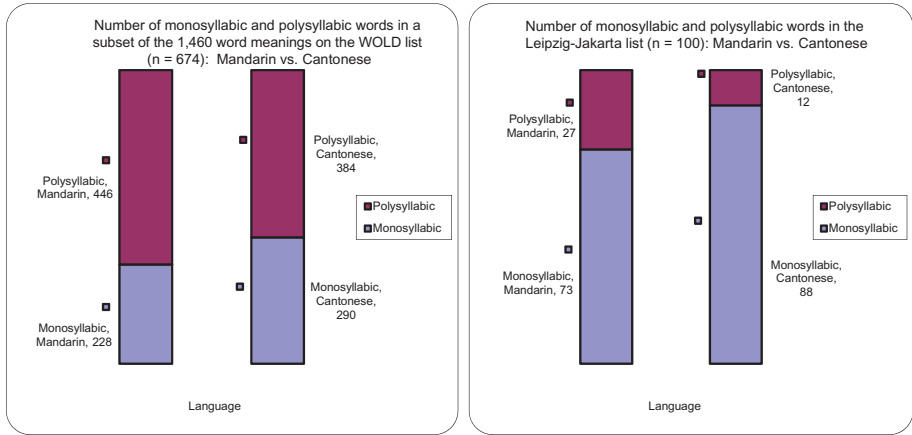 Number of monosyllabic and polysyllabic words in a
subset of the 1,460 word meanings on the WOLD list
(n = 674): Mandarin vs. Cantonese
Polysyllabic,
Mandarin, 446
Polysyllabic,
Cantonese,
384
Polysyllabic
Monosyllabic
Monosyllabic,
Mandarin, 228
Monosyllabic,
Cantonese,
290
Language
Number of monosyllabic and polysyllabic words in the
Leipzig-Jakarta list (n = 100): Mandarin vs. Cantonese
Polysyllabic,
Mandarin, 27
Polysyllabic,
Cantonese,
12
Polysyllabic
Monosyllabic
Monosyllabic,
Mandarin, 73
Monosyllabic,
Cantonese,
88
Language